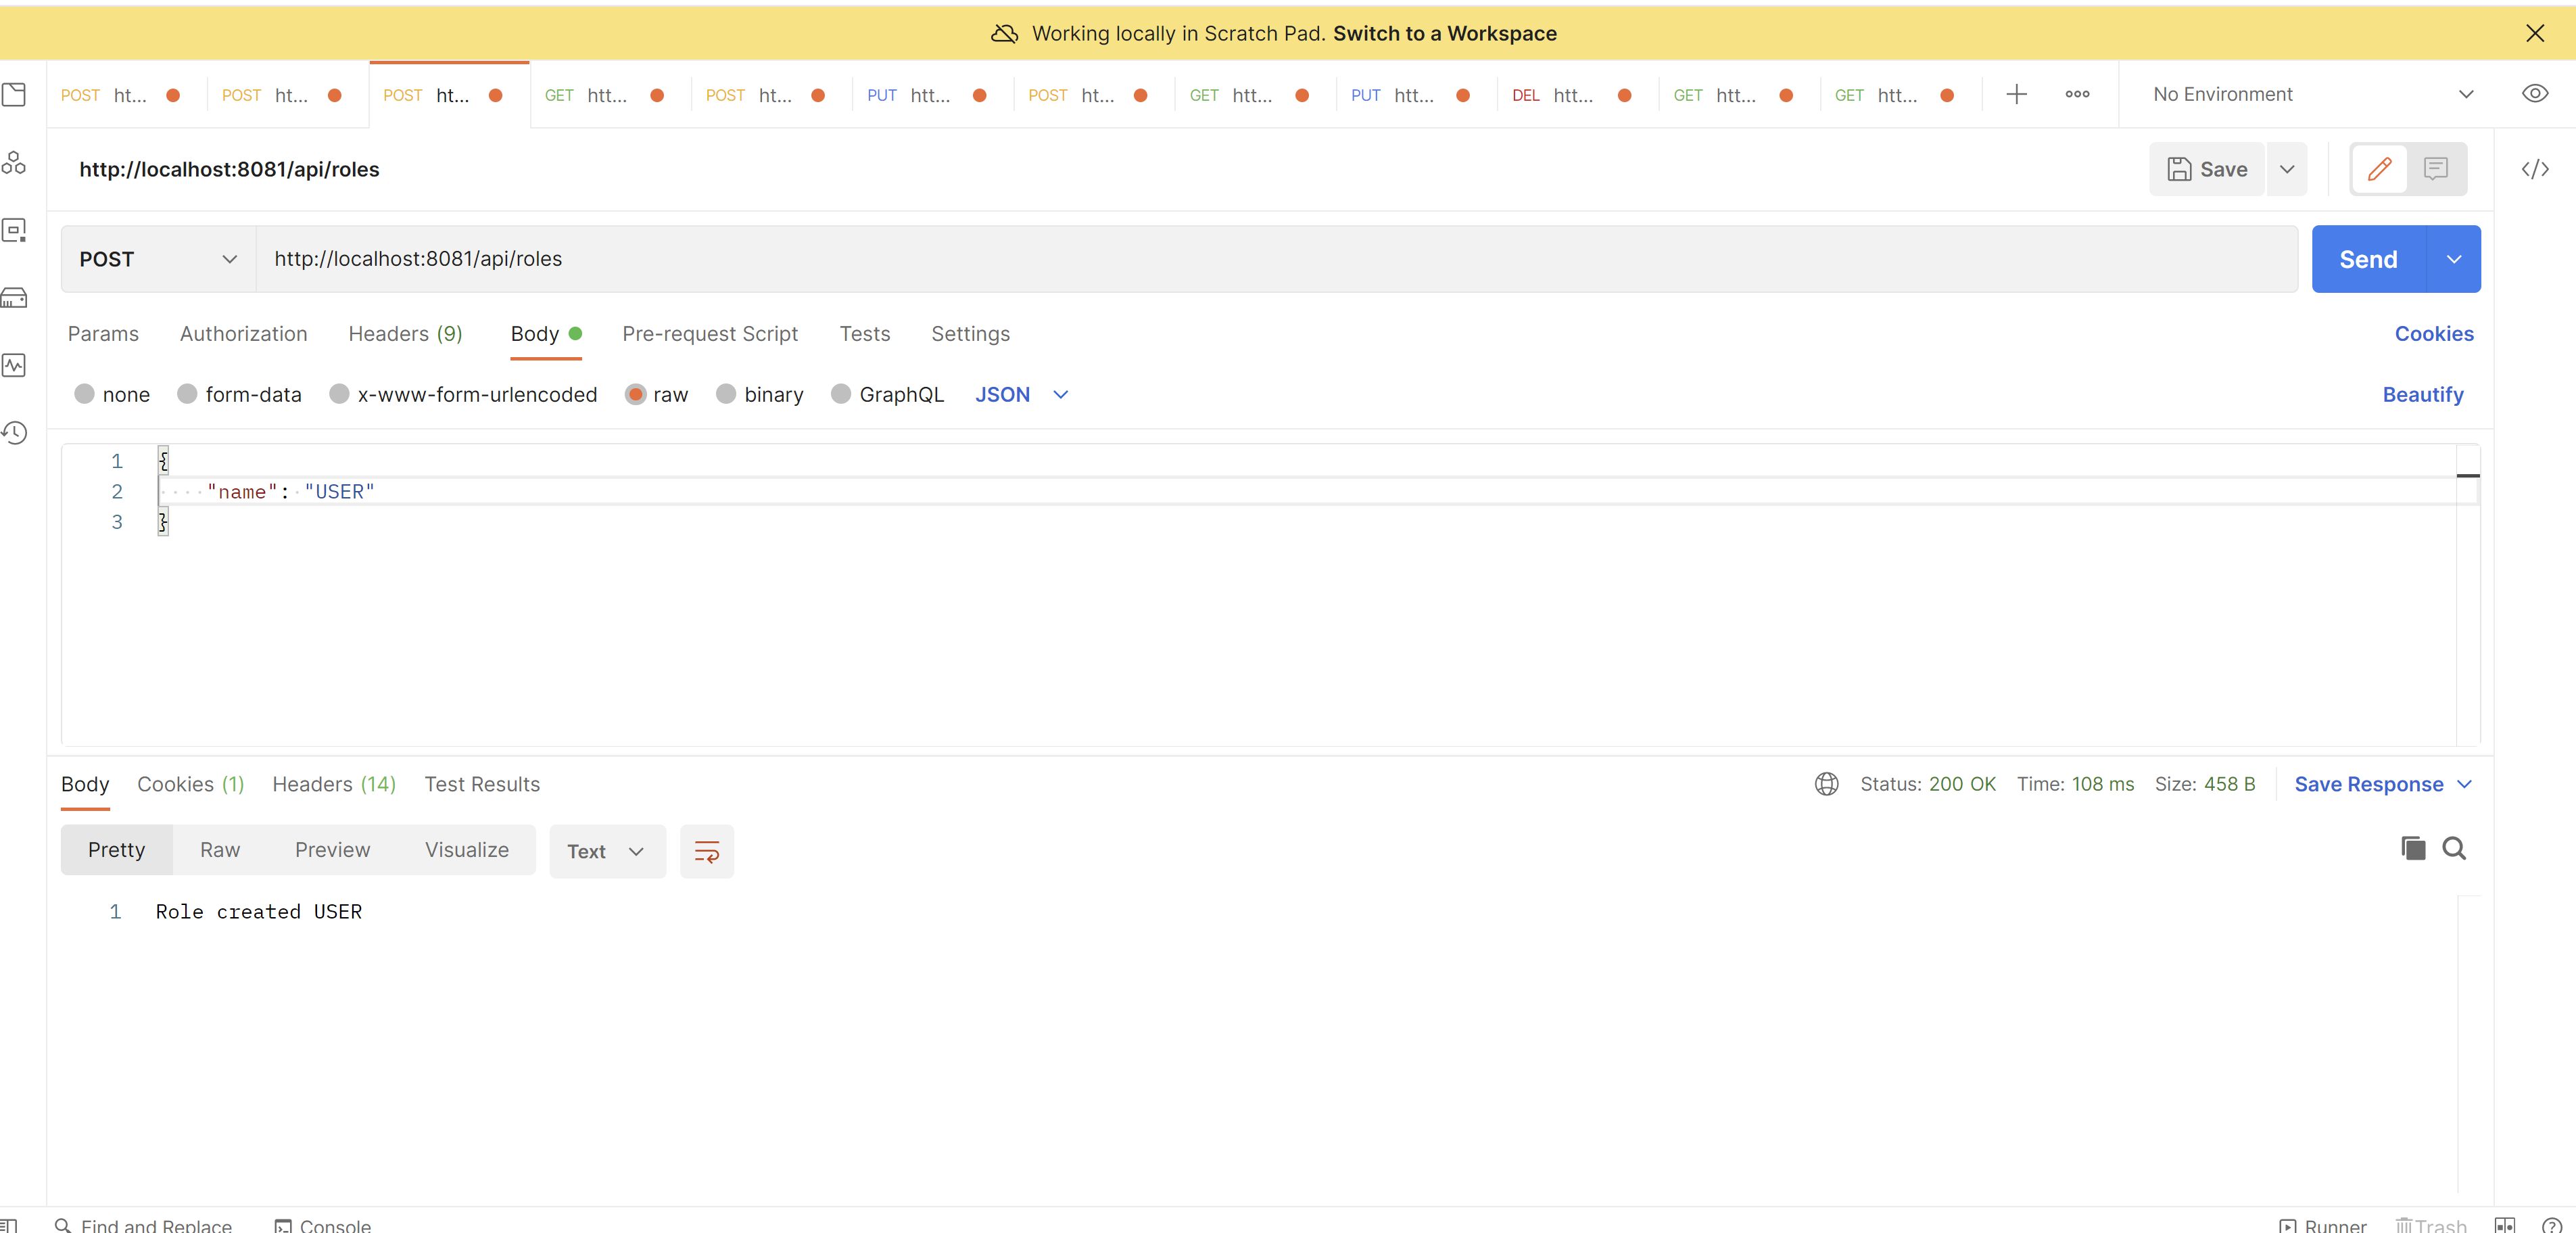 Working locally in Scratch Pad. Switch to a Workspace
POST ht... POST ht... POST ht... GET htt... POST ht... PUT htt... POST ht... GET htt... PUT htt... DEL htt... GET htt... GET htt... No Environment
http://localhost:8081/api/roles
Save
POST http://localhost:8081/api/roles Send
Params Authorization Headers (9) Body Pre-request Script Tests Settings Cookies
none form-data x-www-form-urlencoded raw binary GraphQL JSON Beautify
1 {
2 "name": "USER"
3 }
Body Cookies (1) Headers (14) Test Results Status: 200 OK Time: 108 ms Size: 458 B Save Response
Pretty Raw Preview Visualize Text
1 Role created USER
Find and Replace Console Runner Trash